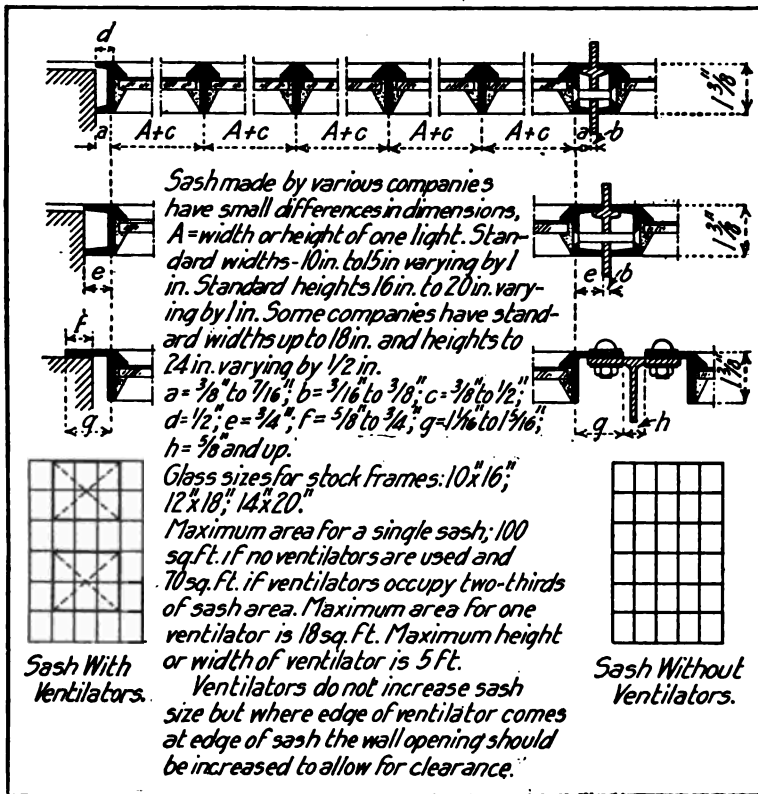 d
1 3/8"
a A+c A+c A+c A+c A+c a b
Sash made by various companies
have small differences in dimensions,
A=width or height of one light. Stan-
dard widths-10in. to 15in varying by 1
in. Standard heights 16in. to 20in. vary-
ing by 1in. Some companies have stand-
ard widths up to 18in. and heights to
24in. varying by 1/2 in.
a=3/8" to 7/16"; b=3/16" to 3/8"; c=3/8" to 1/2";
d=1/2"; e=3/4"; f=5/8" to 3/4"; g=1 1/16" to 1 5/16";
h=5/8" and up.
Glass sizes for stock frames: 10"x16";
12"x18"; 14"x20".
Maximum area for a single sash; 100
sq.ft. if no ventilators are used and
70sq.ft. if ventilators occupy two-thirds
of sash area. Maximum area for one
ventilator is 18sq.ft. Maximum height
or width of ventilator is 5ft.
Ventilators do not increase sash
size but where edge of ventilator comes
at edge of sash the wall opening should
be increased to allow for clearance.
e
e b
1 3/8"
f
g
g h
1 3/8"
Sash With
Ventilators.
Sash Without
Ventilators.